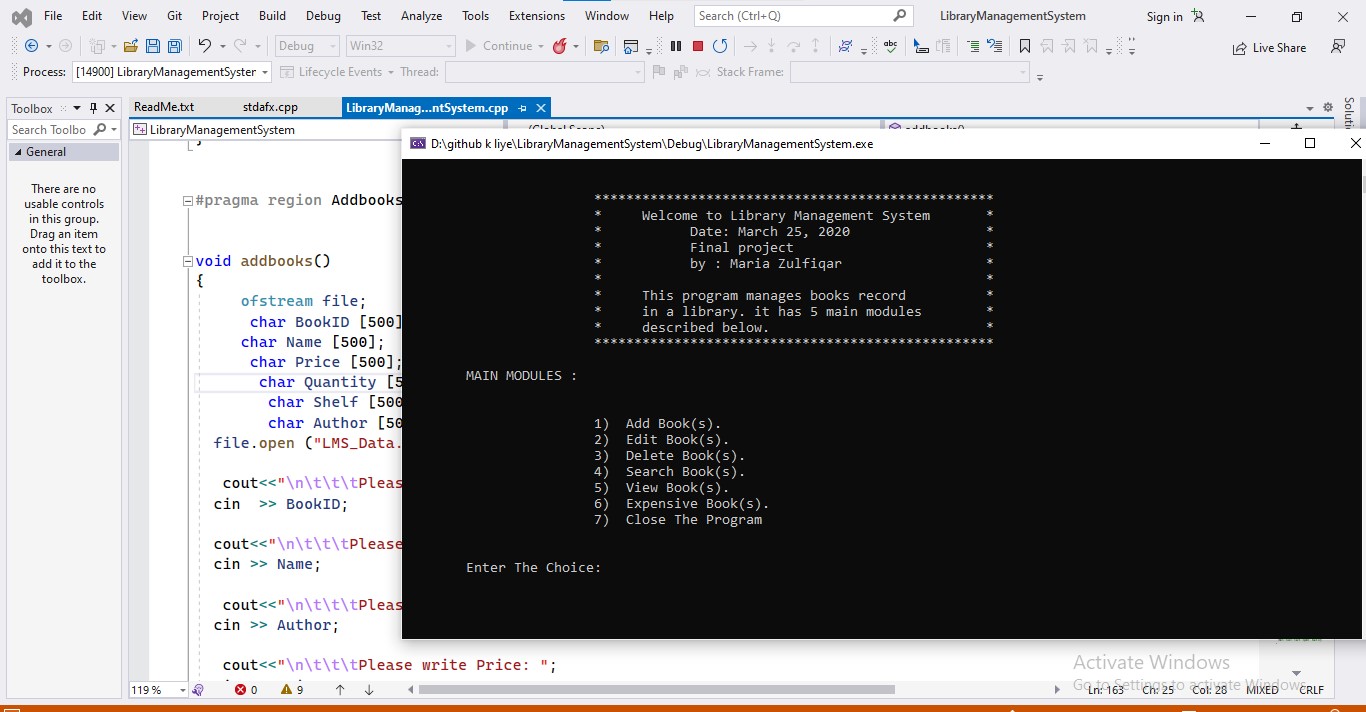 File Edit View Git Project Build Debug Test Analyze Tools Extensions Window Help Search (Ctrl+Q) LibraryManagementSystem Sign in
Debug Win32 Continue Live Share
Process: [14900] LibraryManagementSyster Lifecycle Events Thread: Stack Frame:
Toolbox ReadMe.txt stdafx.cpp LibraryManag...ntSystem.cpp
Search Toolbo LibraryManagementSystem (Global Scope) addbooks()
General
There are no
usable controls
in this group.
Drag an item
onto this text to
add it to the
toolbox.
}
#pragma region Addbooks
void addbooks()
{
ofstream file;
char BookID [500]
char Name [500];
char Price [500];
char Quantity [5
char Shelf [500
char Author [50
file.open ("LMS_Data.
cout<<"\n\t\t\tPleas
cin >> BookID;
cout<<"\n\t\t\tPlease
cin >> Name;
cout<<"\n\t\t\tPleas
cin >> Author;
cout<<"\n\t\t\tPlease write Price: ";
D:\github k liye\LibraryManagementSystem\Debug\LibraryManagementSystem.exe
**************************************************
* Welcome to Library Management System *
* Date: March 25, 2020 *
* Final project *
* by : Maria Zulfiqar *
* *
* This program manages books record *
* in a library. it has 5 main modules *
* described below. *
**************************************************
MAIN MODULES :
1) Add Book(s).
2) Edit Book(s).
3) Delete Book(s).
4) Search Book(s).
5) View Book(s).
6) Expensive Book(s).
7) Close The Program
Enter The Choice:
Activate Windows
Go to Settings to activate Windows.
119 % 0 9 Ln: 163 Ch: 25 Col: 28 MIXED CRLF